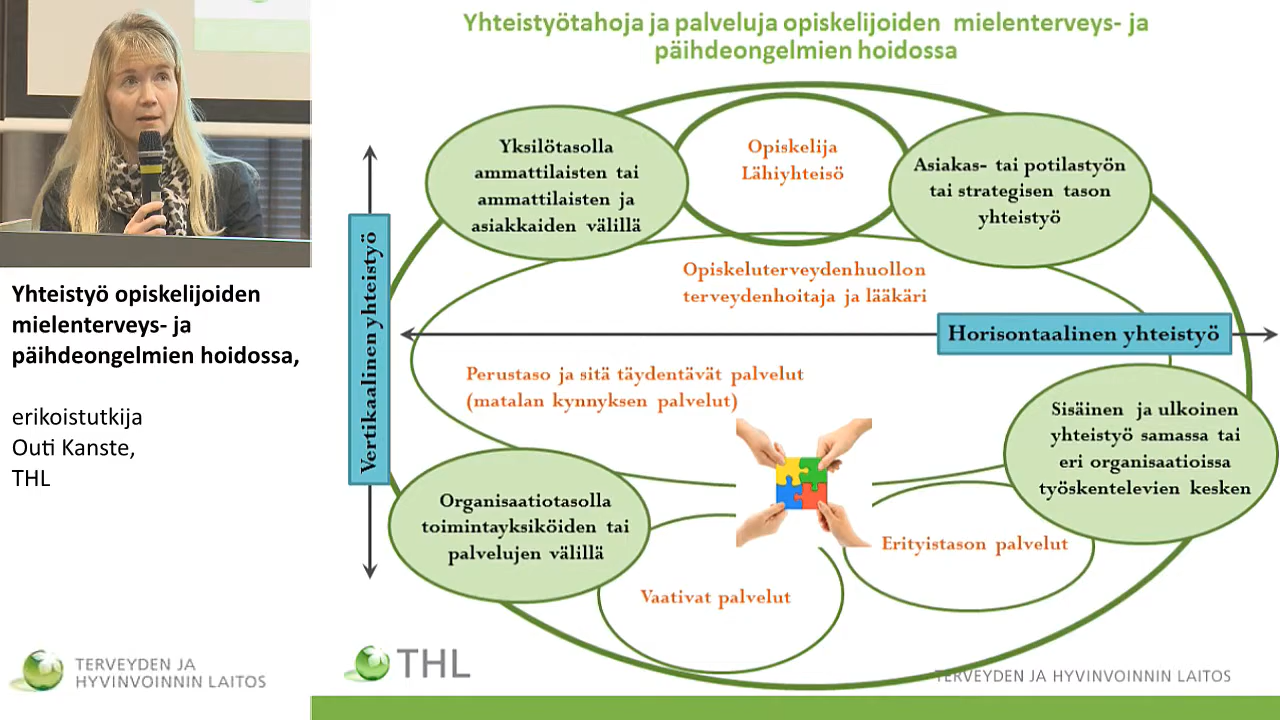 Yhteistyötahoja ja palveluja opiskelijoiden mielenterveys- ja
päihdeongelmien hoidossa
Yksilötasolla
ammattilaisten tai
ammattilaisten ja
asiakkaiden välillä
Opiskelija
Lähiyhteisö
Asiakas- tai potilastyön
tai strategisen tason
yhteistyö
Vertikaalinen yhteistyö
Opiskeluterveydenhuollon
terveydenhoitaja ja lääkäri
Horisontaalinen yhteistyö
Perustaso ja sitä täydentävät palvelut
(matalan kynnyksen palvelut)
Sisäinen ja ulkoinen
yhteistyö samassa tai
eri organisaatioissa
työskentelevien kesken
Organisaatiotasolla
toimintayksiköiden tai
palvelujen välillä
Erityistason palvelut
Vaativat palvelut
THL
TERVEYDEN JA HYVINVOINNIN LAITOS
Yhteistyö opiskelijoiden
mielenterveys- ja
päihdeongelmien hoidossa,
erikoistutkija
Outi Kanste,
THL
TERVEYDEN JA
HYVINVOINNIN LAITOS